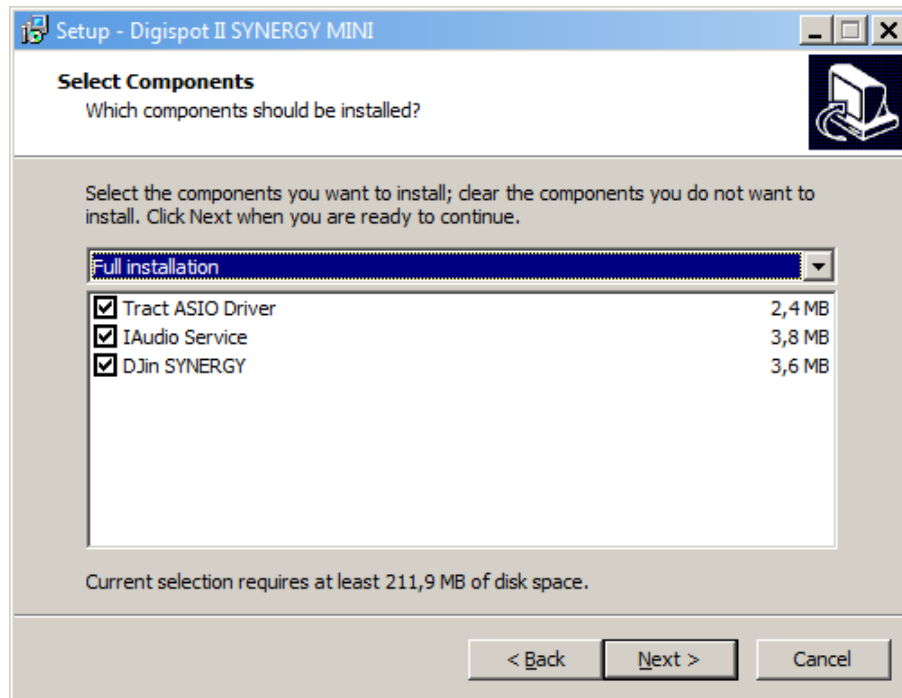 Setup - Digispot II SYNERGY MINI
Select Components
Which components should be installed?
Select the components you want to install; clear the components you do not want to
install. Click Next when you are ready to continue.
Full installation
Tract ASIO Driver 2,4 MB
IAudio Service 3,8 MB
DJin SYNERGY 3,6 MB
Current selection requires at least 211,9 MB of disk space.
< Back Next > Cancel